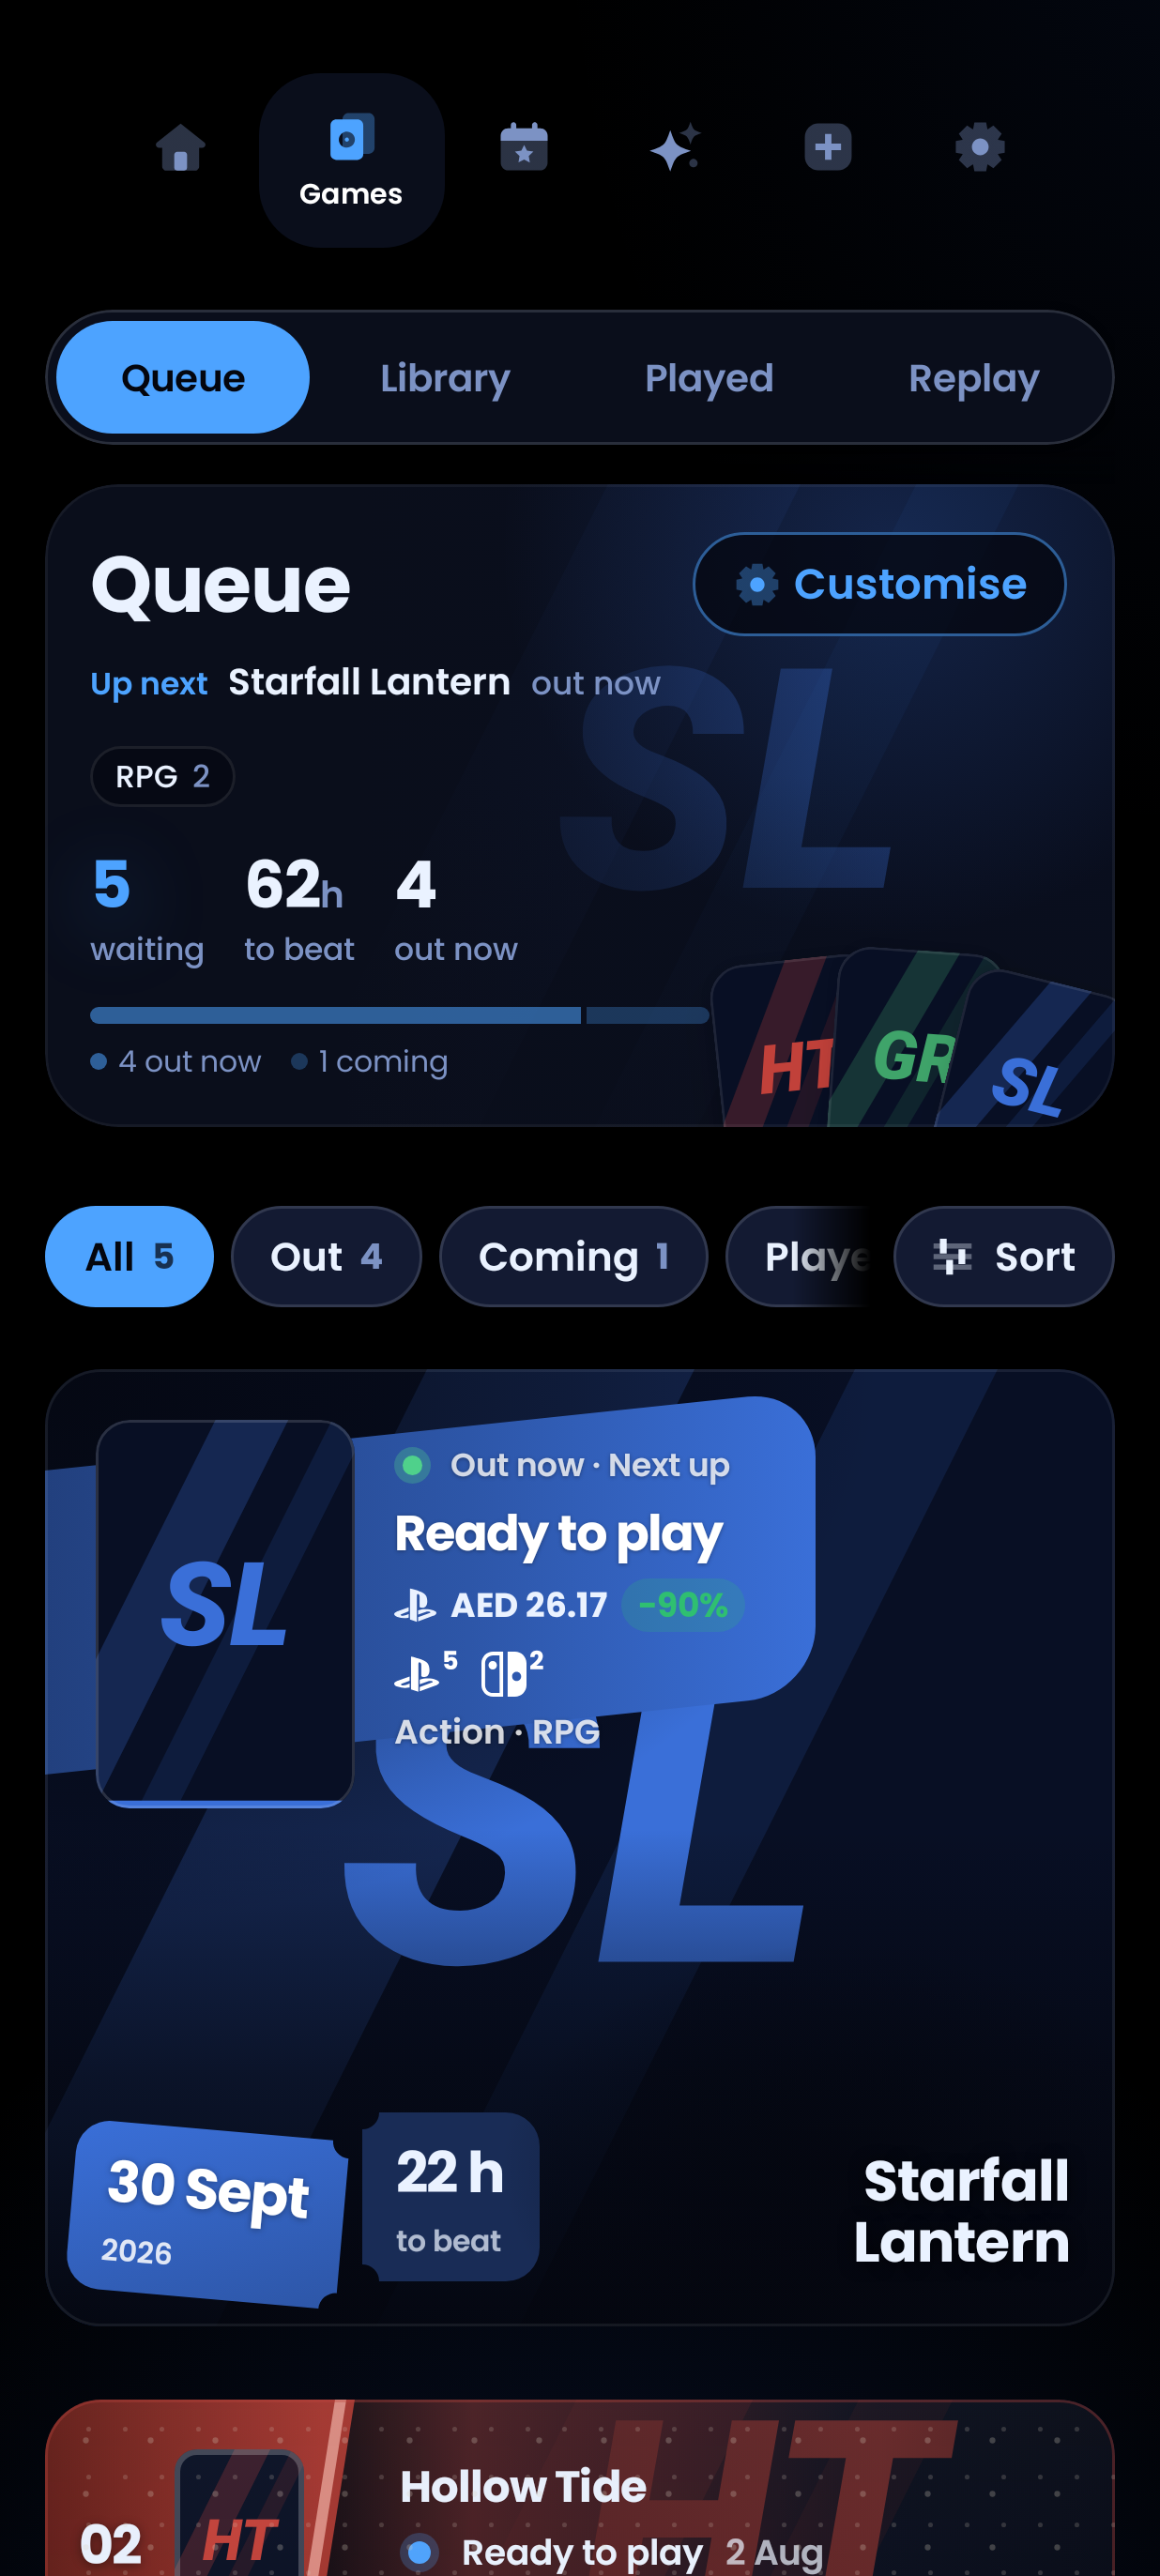 Games
Queue Library Played Replay
Queue
Customise
Up next Starfall Lantern out now
SL
RPG 2
5 62h 4
waiting to beat out now
4 out now 1 coming
HT GR SL
All 5 Out 4 Coming 1 Playe Sort
Out now · Next up
Ready to play
SL
AED 26.17 -90%
5 2
Action · RPG
SL
30 Sept
2026
22 h
to beat
Starfall
Lantern
HT
Hollow Tide
02
HT
Ready to play 2 Aug